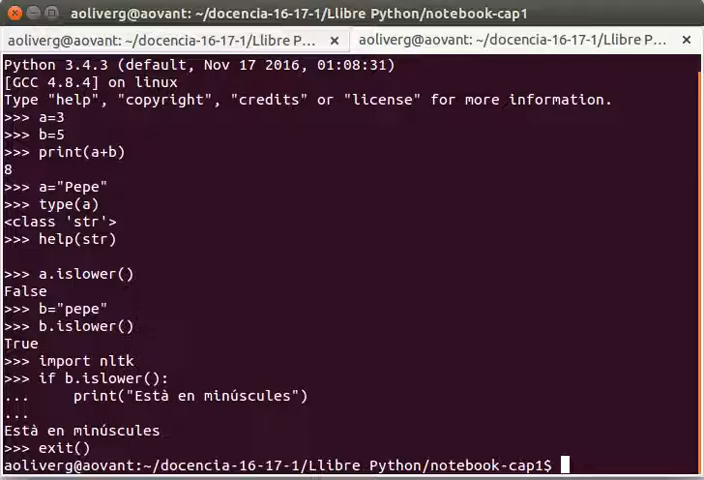 aoliverg@aovant: ~/docencia-16-17-1/Llibre Python/notebook-cap1
aoliverg@aovant: ~/docencia-16-17-1/Llibre P... × aoliverg@aovant: ~/docencia-16-17-1/Llibre P... ×
Python 3.4.3 (default, Nov 17 2016, 01:08:31)
[GCC 4.8.4] on linux
Type "help", "copyright", "credits" or "license" for more information.
>>> a=3
>>> b=5
>>> print(a+b)
8
>>> a="Pepe"
>>> type(a)
<class 'str'>
>>> help(str)
>>> a.islower()
False
>>> b="pepe"
>>> b.islower()
True
>>> import nltk
>>> if b.islower():
...     print("Està en minúscules")
...
Està en minúscules
>>> exit()
aoliverg@aovant:~/docencia-16-17-1/Llibre Python/notebook-cap1$